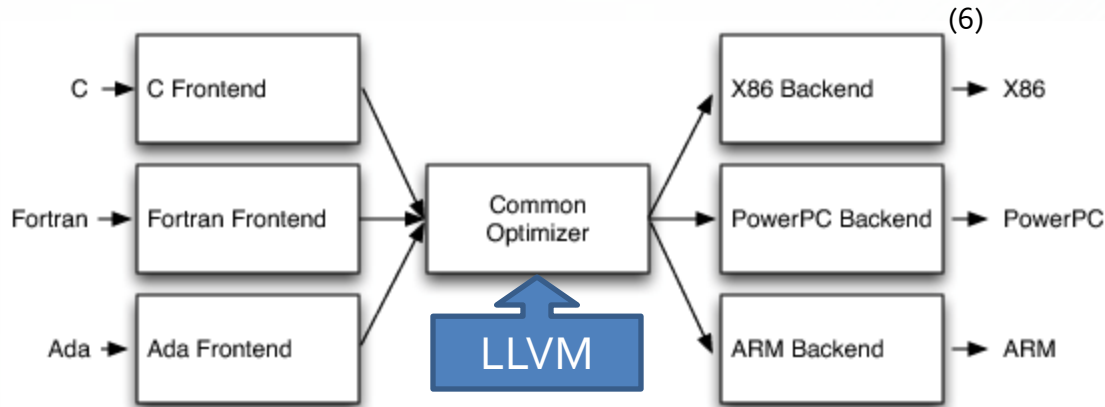 (6)
C
C Frontend
X86 Backend
X86
Fortran
Fortran Frontend
Common
Optimizer
PowerPC Backend
PowerPC
Ada
Ada Frontend
LLVM
ARM Backend
ARM